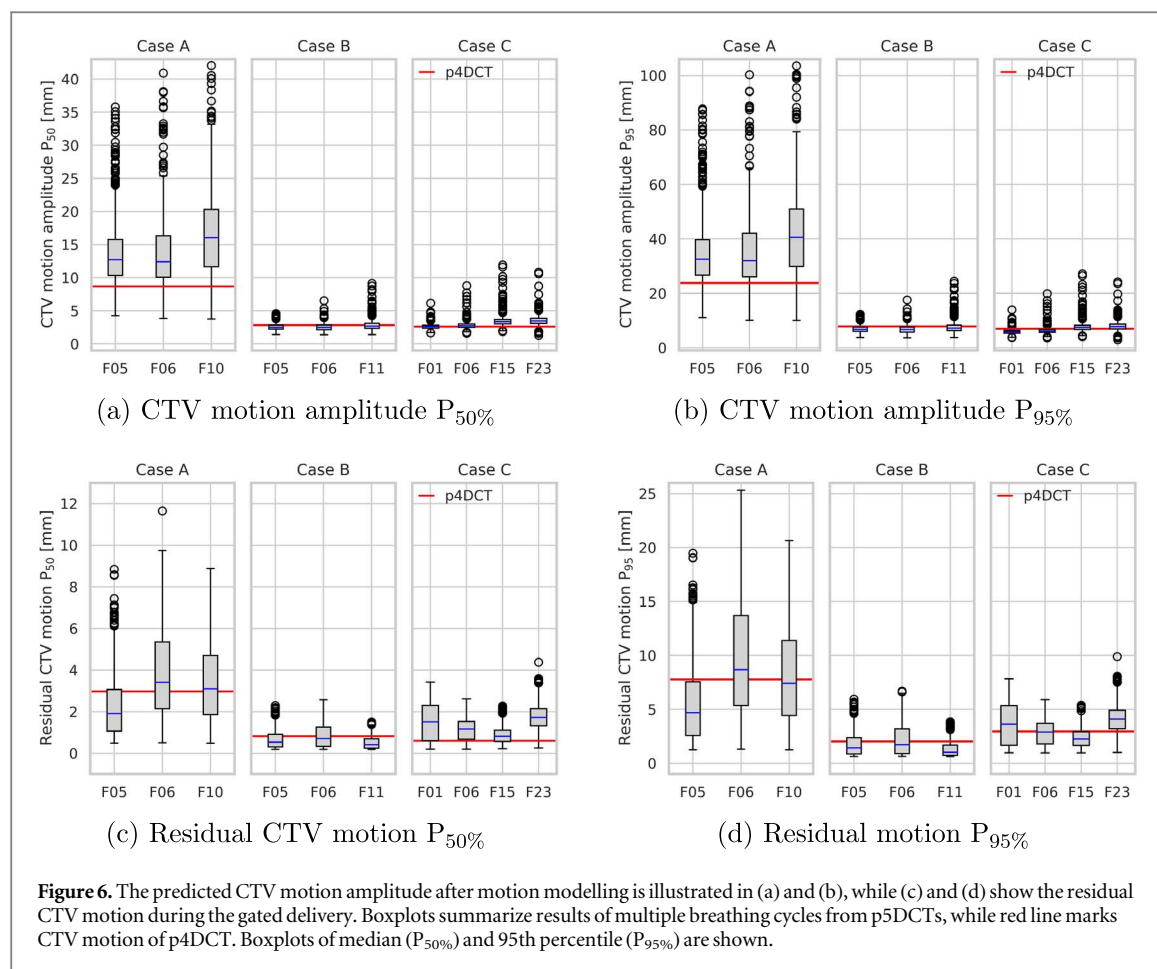 Case A Case B Case C
CTV motion amplitude P50 [mm]
40
35
30
25
20
15
10
5
0
p4DCT
F05 F06 F10 F05 F06 F11 F01 F06 F15 F23
(a) CTV motion amplitude P50%
Case A Case B Case C
CTV motion amplitude P95 [mm]
100
80
60
40
20
0
p4DCT
F05 F06 F10 F05 F06 F11 F01 F06 F15 F23
(b) CTV motion amplitude P95%
Case A Case B Case C
Residual CTV motion P50 [mm]
12
10
8
6
4
2
0
p4DCT
F05 F06 F10 F05 F06 F11 F01 F06 F15 F23
(c) Residual CTV motion P50%
Case A Case B Case C
Residual CTV motion P95 [mm]
25
20
15
10
5
0
p4DCT
F05 F06 F10 F05 F06 F11 F01 F06 F15 F23
(d) Residual motion P95%
Figure 6. The predicted CTV motion amplitude after motion modelling is illustrated in (a) and (b), while (c) and (d) show the residual
CTV motion during the gated delivery. Boxplots summarize results of multiple breathing cycles from p5DCTs, while red line marks
CTV motion of p4DCT. Boxplots of median (P50%) and 95th percentile (P95%) are shown.